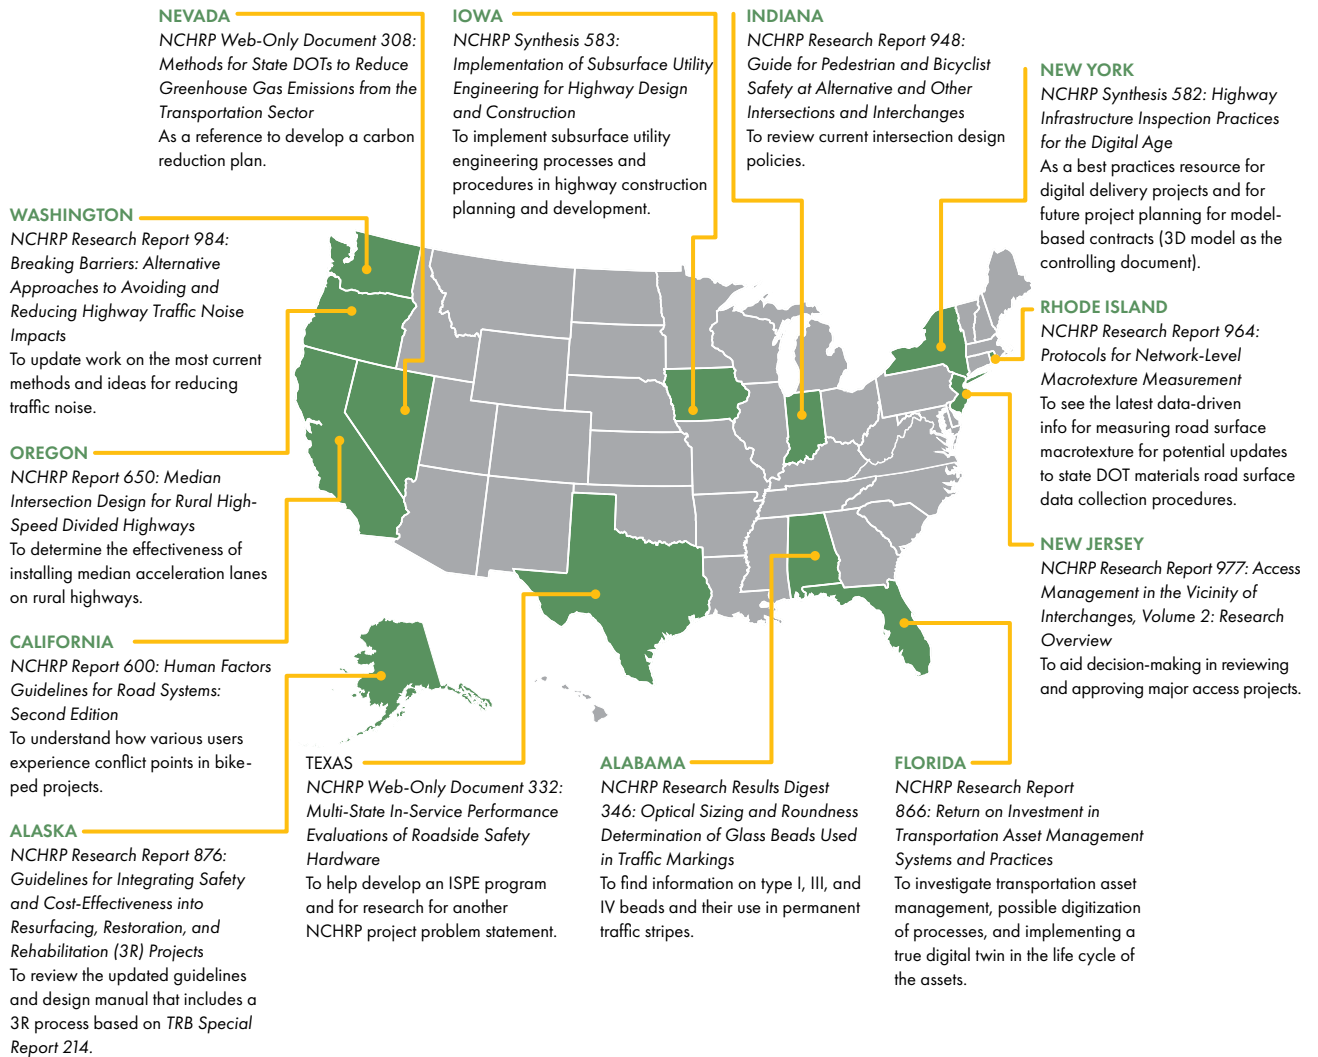 NEVADA
NCHRP Web-Only Document 308:
Methods for State DOTs to Reduce
Greenhouse Gas Emissions from the
Transportation Sector
As a reference to develop a carbon
reduction plan.
IOWA
NCHRP Synthesis 583:
Implementation of Subsurface Utility
Engineering for Highway Design
and Construction
To implement subsurface utility
engineering processes and
procedures in highway construction
planning and development.
INDIANA
NCHRP Research Report 948:
Guide for Pedestrian and Bicyclist
Safety at Alternative and Other
Intersections and Interchanges
To review current intersection design
policies.
NEW YORK
NCHRP Synthesis 582: Highway
Infrastructure Inspection Practices
for the Digital Age
As a best practices resource for
digital delivery projects and for
future project planning for model-
based contracts (3D model as the
controlling document).
WASHINGTON
NCHRP Research Report 984:
Breaking Barriers: Alternative
Approaches to Avoiding and
Reducing Highway Traffic Noise
Impacts
To update work on the most current
methods and ideas for reducing
traffic noise.
RHODE ISLAND
NCHRP Research Report 964:
Protocols for Network-Level
Macrotexture Measurement
To see the latest data-driven
info for measuring road surface
macrotexture for potential updates
to state DOT materials road surface
data collection procedures.
OREGON
NCHRP Report 650: Median
Intersection Design for Rural High-
Speed Divided Highways
To determine the effectiveness of
installing median acceleration lanes
on rural highways.
NEW JERSEY
NCHRP Research Report 977: Access
Management in the Vicinity of
Interchanges, Volume 2: Research
Overview
To aid decision-making in reviewing
and approving major access projects.
CALIFORNIA
NCHRP Report 600: Human Factors
Guidelines for Road Systems:
Second Edition
To understand how various users
experience conflict points in bike-
ped projects.
ALASKA
NCHRP Research Report 876:
Guidelines for Integrating Safety
and Cost-Effectiveness into
Resurfacing, Restoration, and
Rehabilitation (3R) Projects
To review the updated guidelines
and design manual that includes a
3R process based on TRB Special
Report 214.
TEXAS
NCHRP Web-Only Document 332:
Multi-State In-Service Performance
Evaluations of Roadside Safety
Hardware
To help develop an ISPE program
and for research for another
NCHRP project problem statement.
ALABAMA
NCHRP Research Results Digest
346: Optical Sizing and Roundness
Determination of Glass Beads Used
in Traffic Markings
To find information on type I, III, and
IV beads and their use in permanent
traffic stripes.
FLORIDA
NCHRP Research Report
866: Return on Investment in
Transportation Asset Management
Systems and Practices
To investigate transportation asset
management, possible digitization
of processes, and implementing a
true digital twin in the life cycle of
the assets.